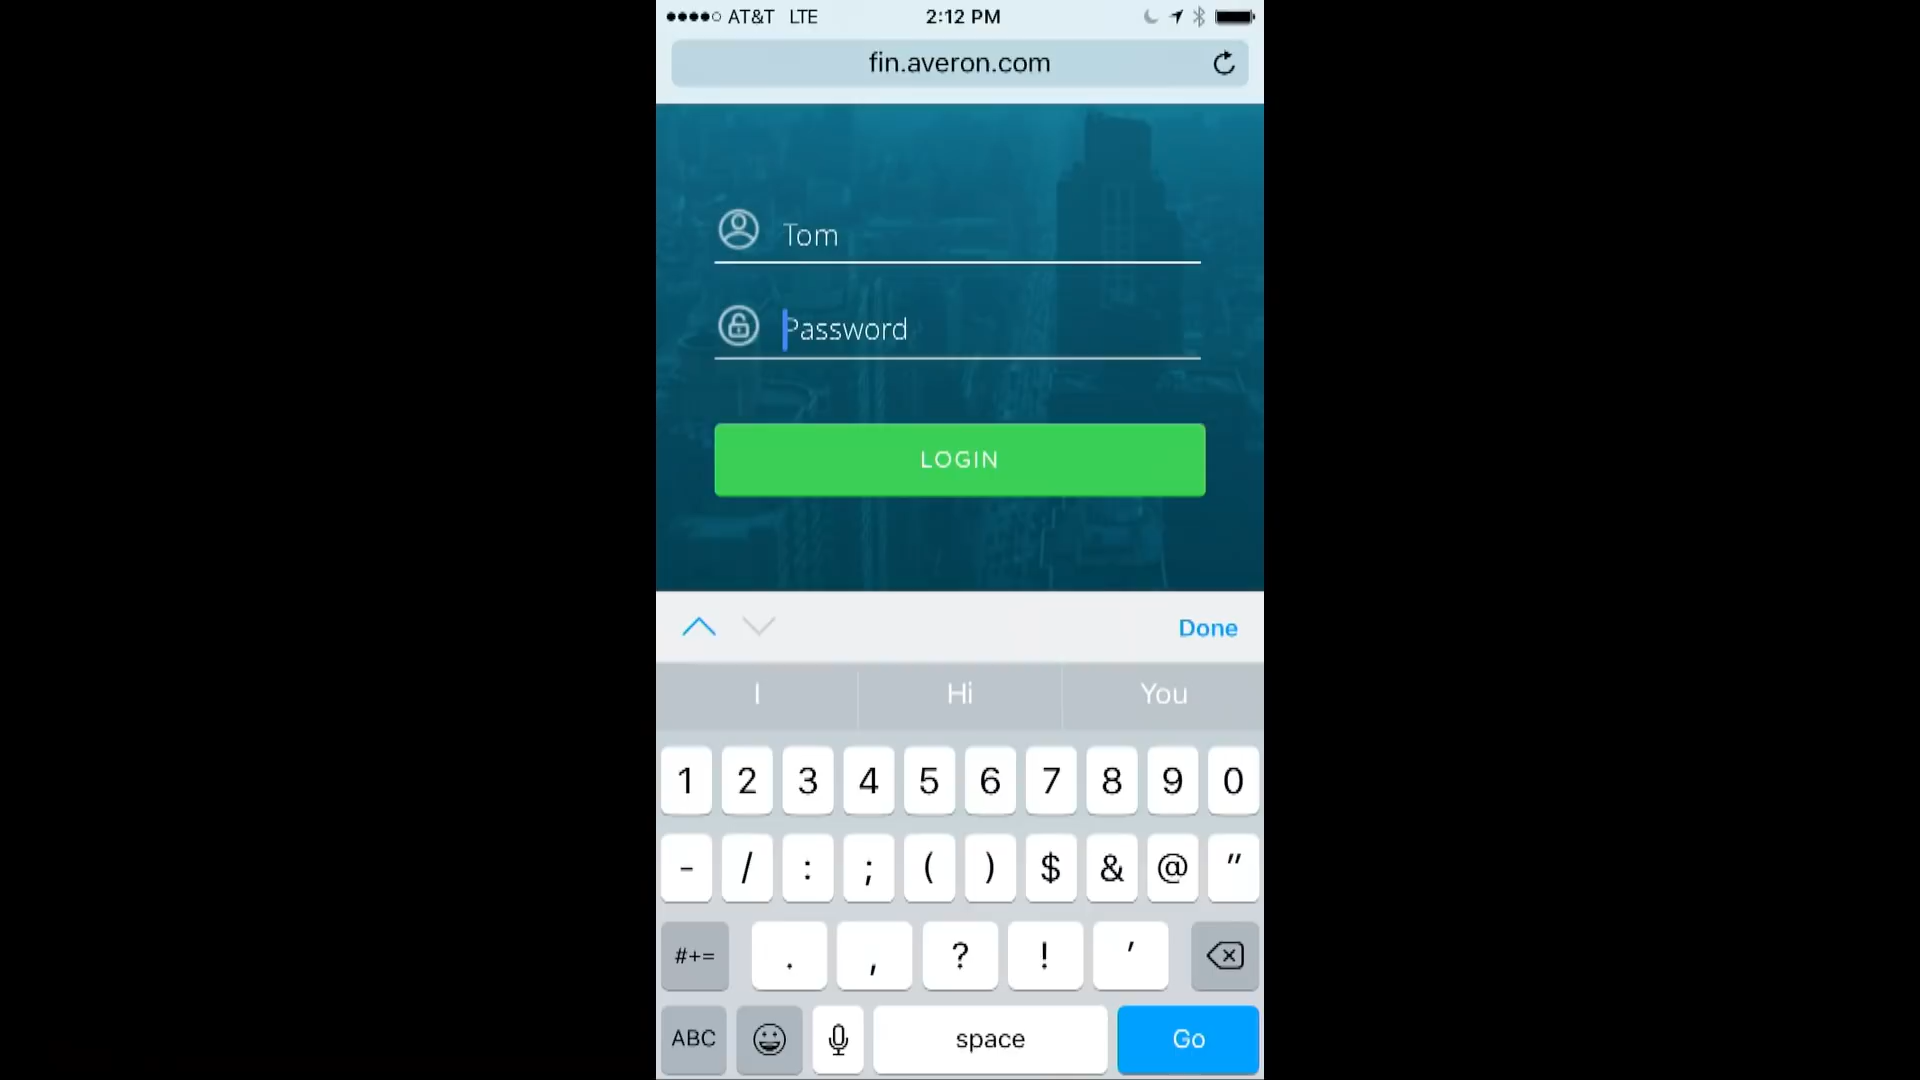 AT&T LTE 2:12 PM
fin.averon.com
Tom
Password
LOGIN
Done
I Hi You
1 2 3 4 5 6 7 8 9 0
- / : ; ( ) $ & @ "
#+= . , ? ! '
ABC space Go